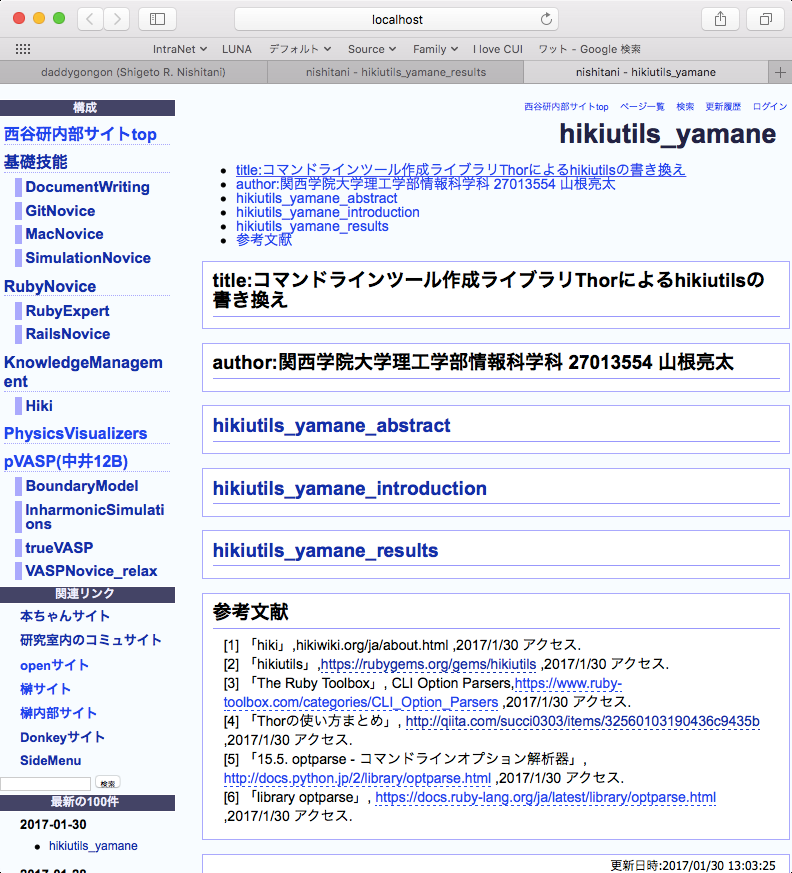 localhost
IntraNet LUNA デフォルト Source Family I love CUI ワット - Google 検索
daddygongon (Shigeto R. Nishitani) nishitani - hikiutils_yamane_results nishitani - hikiutils_yamane
構成
西谷研内部サイトtop
基礎技能
DocumentWriting
GitNovice
MacNovice
SimulationNovice
RubyNovice
RubyExpert
RailsNovice
KnowledgeManagem
ent
Hiki
PhysicsVisualizers
pVASP(中井12B)
BoundaryModel
InharmonicSimulati
ons
trueVASP
VASPNovice_relax
関連リンク
本ちゃんサイト
研究室内のコミュサイト
openサイト
榊サイト
榊内部サイト
Donkeyサイト
SideMenu
検索
最新の100件
2017-01-30
hikiutils_yamane
西谷研内部サイトtop ページ一覧 検索 更新履歴 ログイン
hikiutils_yamane
title:コマンドラインツール作成ライブラリThorによるhikiutilsの書き換え
author:関西学院大学理工学部情報科学科 27013554 山根亮太
hikiutils_yamane_abstract
hikiutils_yamane_introduction
hikiutils_yamane_results
参考文献
title:コマンドラインツール作成ライブラリThorによるhikiutilsの
書き換え
author:関西学院大学理工学部情報科学科 27013554 山根亮太
hikiutils_yamane_abstract
hikiutils_yamane_introduction
hikiutils_yamane_results
参考文献
[1] 「hiki」,hikiwiki.org/ja/about.html ,2017/1/30 アクセス.
[2] 「hikiutils」,https://rubygems.org/gems/hikiutils ,2017/1/30 アクセス.
[3] 「The Ruby Toolbox」, CLI Option Parsers,https://www.ruby-
toolbox.com/categories/CLI_Option_Parsers ,2017/1/30 アクセス.
[4] 「Thorの使い方まとめ」, http://qiita.com/succi0303/items/32560103190436c9435b
,2017/1/30 アクセス.
[5] 「15.5. optparse - コマンドラインオプション解析器」,
http://docs.python.jp/2/library/optparse.html ,2017/1/30 アクセス.
[6] 「library optparse」, https://docs.ruby-lang.org/ja/latest/library/optparse.html
,2017/1/30 アクセス.
更新日時:2017/01/30 13:03:25